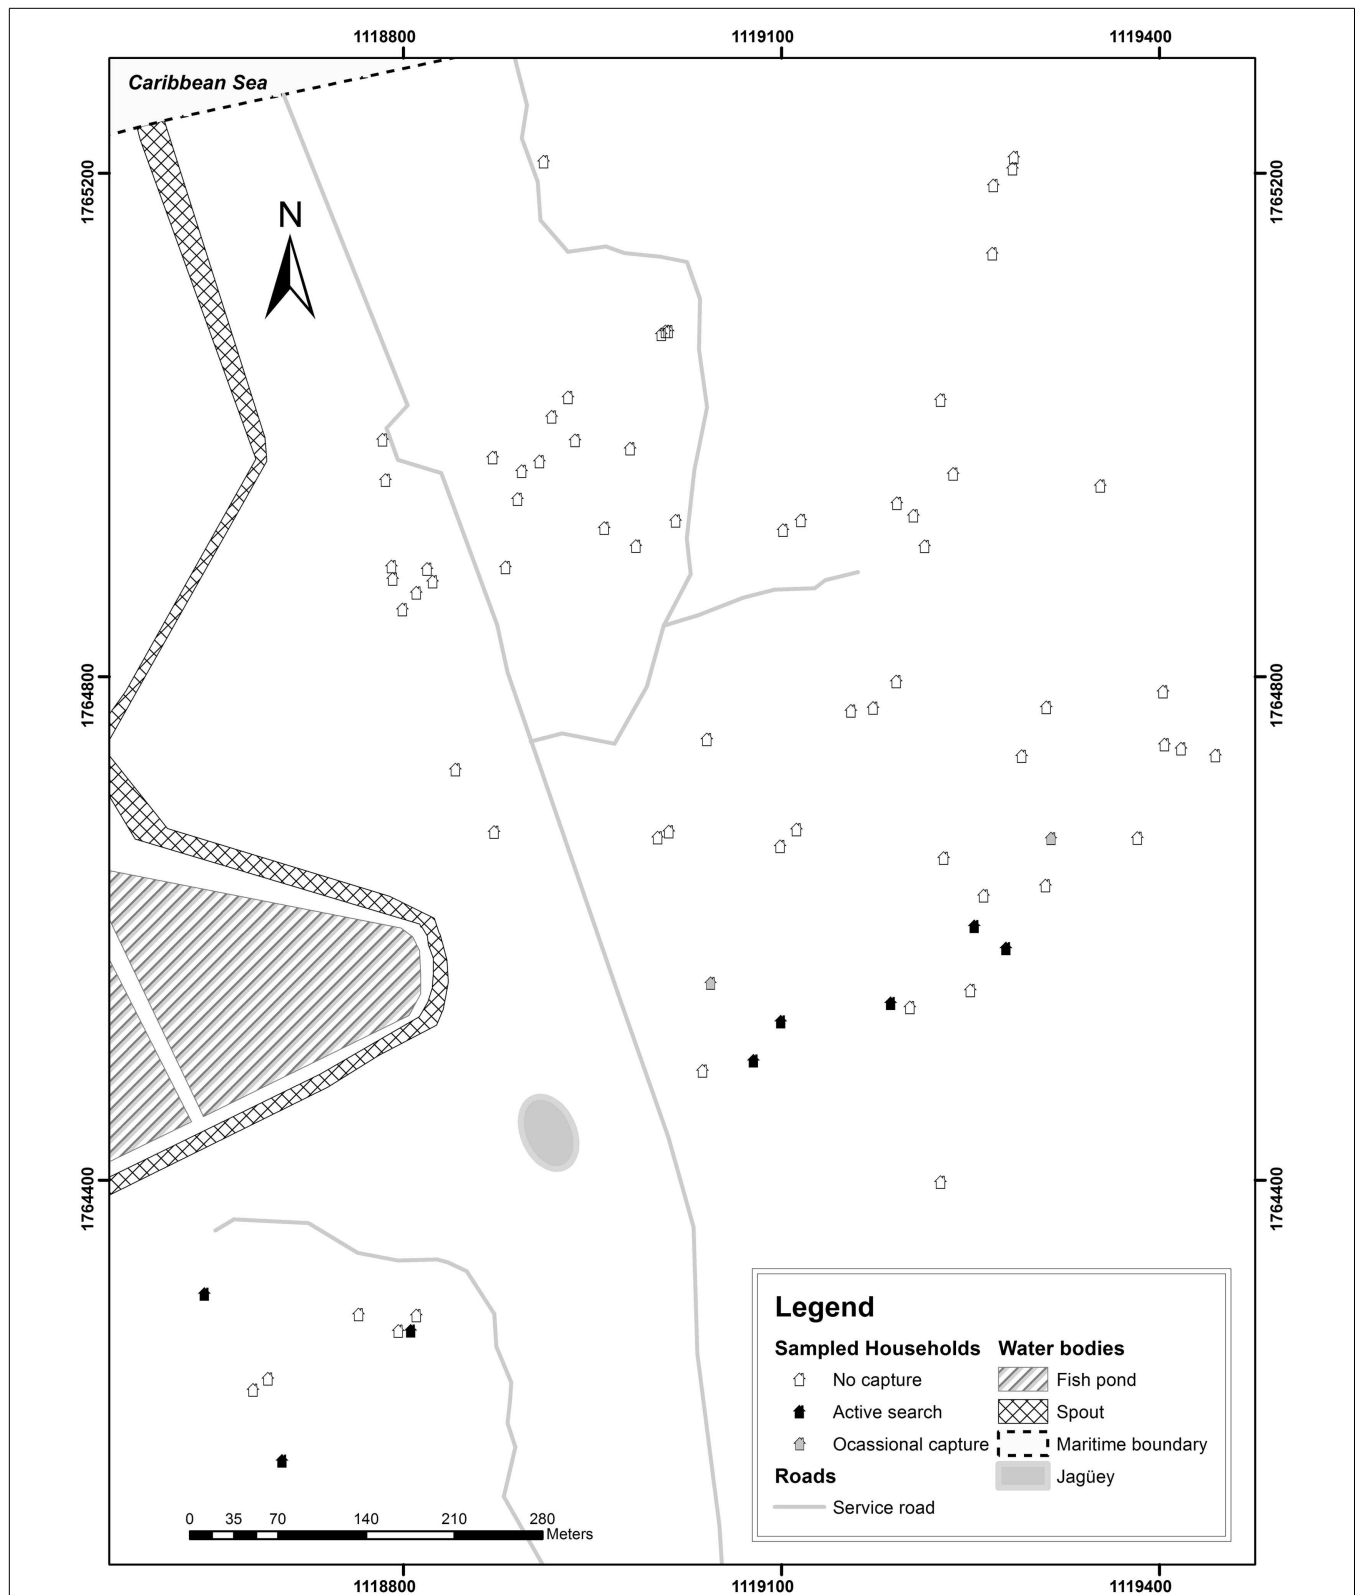 1118800 1119100 1119400
Caribbean Sea
1765200 1765200
N
1764800 1764800
1764400 1764400
Legend
Sampled Households Water bodies
No capture Fish pond
Active search Spout
Ocassional capture Maritime boundary
Roads Jagüey
Service road
0 35 70 140 210 280
Meters
1118800 1119100 1119400